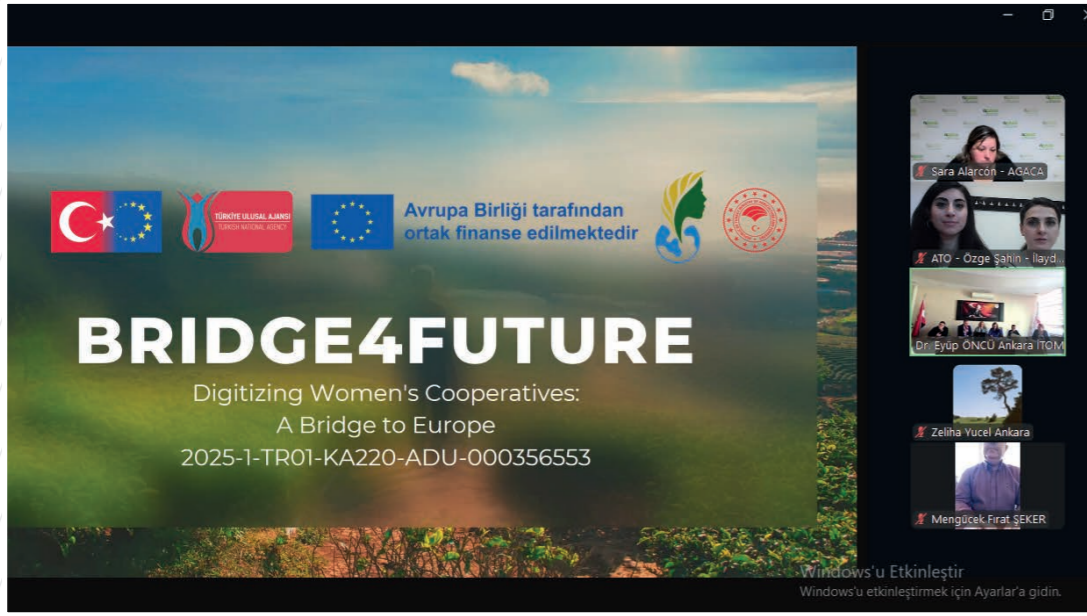 TÜRKİYE ULUSAL AJANSI
TURKISH NATIONAL AGENCY
Avrupa Birliği tarafından
ortak finanse edilmektedir
BRIDGE4FUTURE
Digitizing Women's Cooperatives:
A Bridge to Europe
2025-1-TR01-KA220-ADU-000356553
Sara Alarcón - AGACA
ATO - Özge Şahin - İlayd...
Dr. Eyüp ÖNCÜ Ankara İTOM
Zeliha Yucel Ankara
Mengücek Fırat ŞEKER
Windows'u Etkinleştir
Windows'u etkinleştirmek için Ayarlar'a gidin.